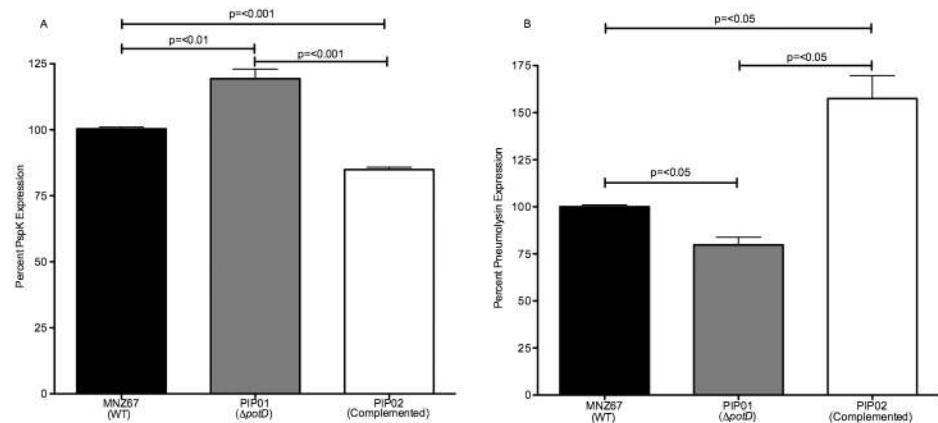 A
p=<0.001
p=<0.01
p=<0.001
125
100
75
50
25
0
Percent PspK Expression
MNZ67
(WT)
PIP01
(ΔpotD)
PIP02
(Complemented)
B
p=<0.05
p=<0.05
p=<0.05
175
150
125
100
75
50
25
0
Percent Pneumolysin Expression
MNZ67
(WT)
PIP01
(ΔpotD)
PIP02
(Complemented)